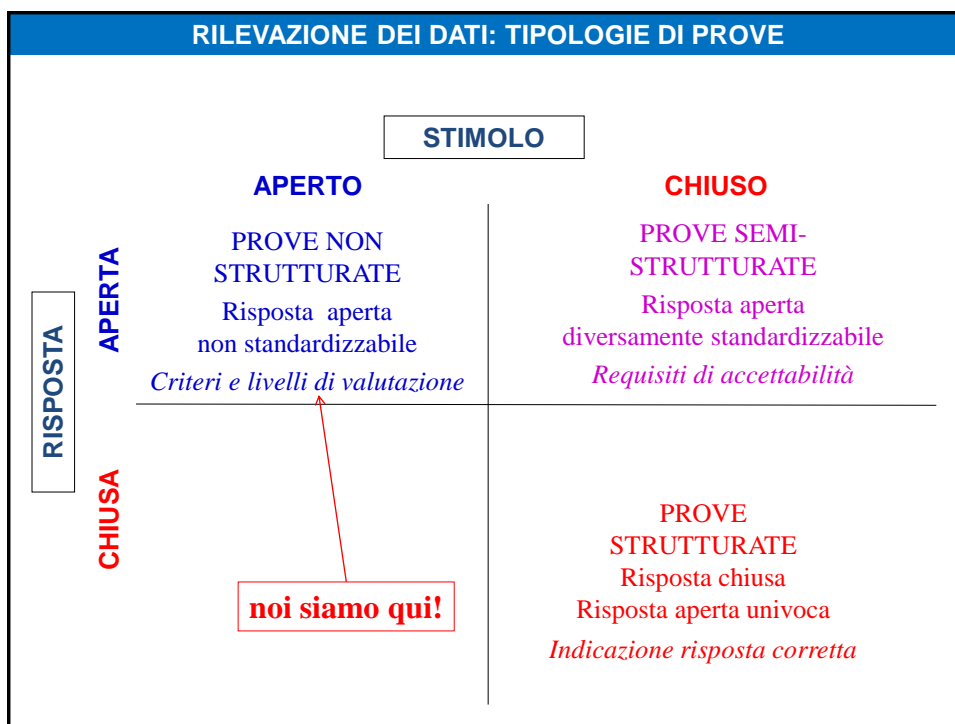 RILEVAZIONE DEI DATI: TIPOLOGIE DI PROVE
STIMOLO
APERTO
CHIUSO
RISPOSTA
APERTA
PROVE NON
STRUTTURATE
Risposta aperta
non standardizzabile
Criteri e livelli di valutazione
PROVE SEMI-
STRUTTURATE
Risposta aperta
diversamente standardizzabile
Requisiti di accettabilità
CHIUSA
noi siamo qui!
PROVE
STRUTTURATE
Risposta chiusa
Risposta aperta univoca
Indicazione risposta corretta